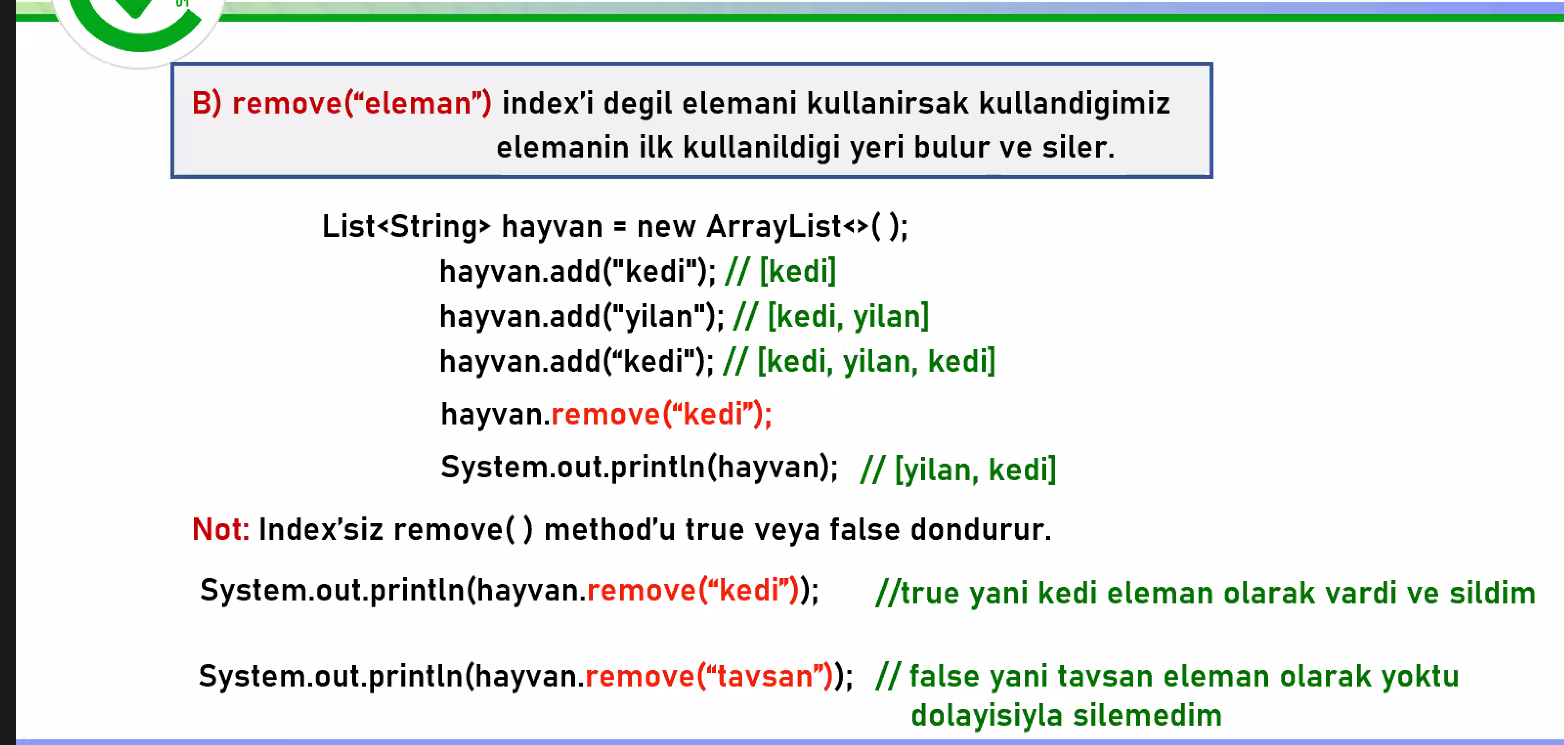 01
B) remove(“eleman”) index’i degil elemani kullanirsak kullandigimiz
elemanin ilk kullanildigi yeri bulur ve siler.
List<String> hayvan = new ArrayList<>( );
hayvan.add("kedi"); // [kedi]
hayvan.add("yilan"); // [kedi, yilan]
hayvan.add(“kedi"); // [kedi, yilan, kedi]
hayvan.remove(“kedi”);
System.out.println(hayvan); // [yilan, kedi]
Not: Index’siz remove( ) method’u true veya false dondurur.
System.out.println(hayvan.remove(“kedi”)); //true yani kedi eleman olarak vardi ve sildim
System.out.println(hayvan.remove(“tavsan”)); // false yani tavsan eleman olarak yoktu
dolayisiyla silemedim